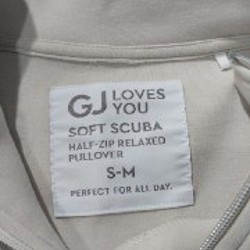 GJ LOVES
YOU
SOFT SCUBA
HALF-ZIP RELAXED
PULLOVER
S-M
PERFECT FOR ALL DAY.